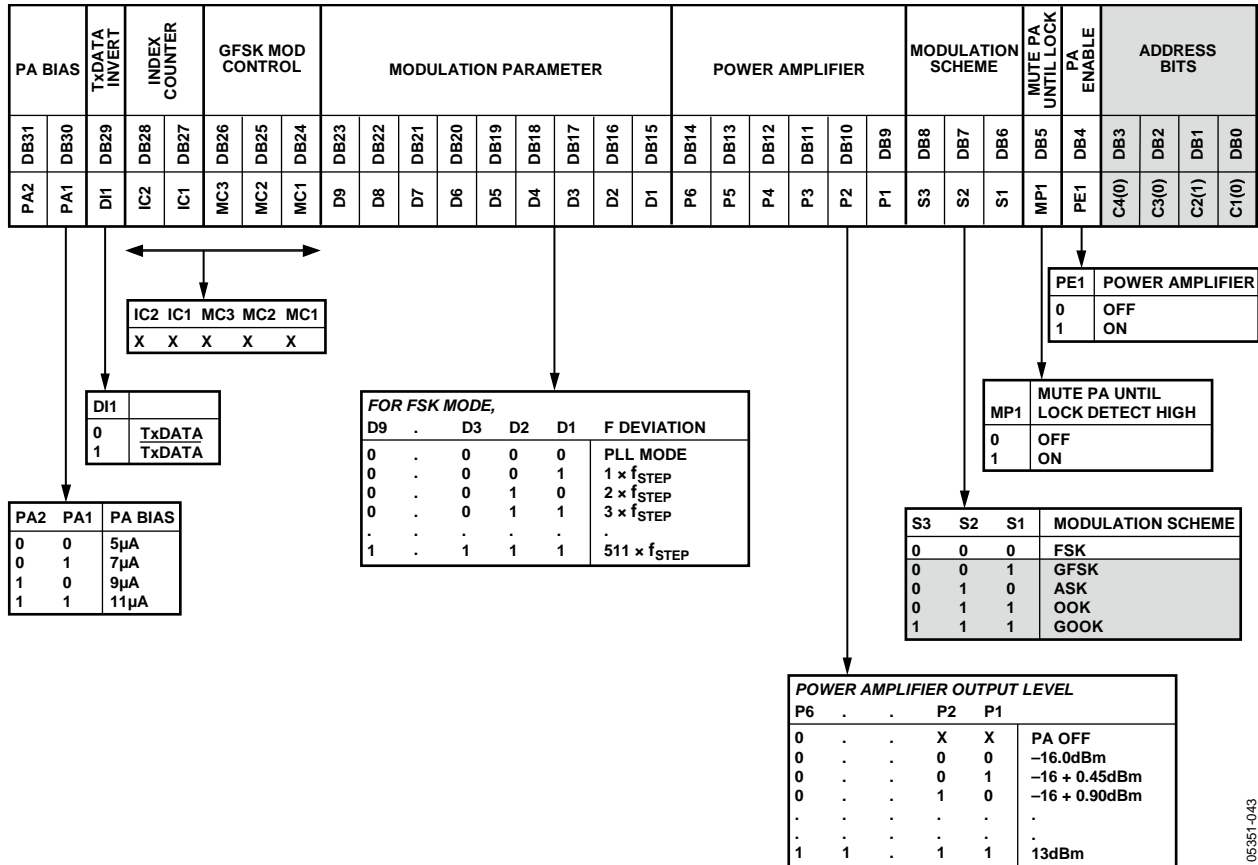 PA BIAS TxDATA INVERT INDEX COUNTER GFSK MOD CONTROL MODULATION PARAMETER POWER AMPLIFIER MODULATION SCHEME MUTE PA UNTIL LOCK PA ENABLE ADDRESS BITS
DB31 DB30 DB29 DB28 DB27 DB26 DB25 DB24 DB23 DB22 DB21 DB20 DB19 DB18 DB17 DB16 DB15 DB14 DB13 DB12 DB11 DB10 DB9 DB8 DB7 DB6 DB5 DB4 DB3 DB2 DB1 DB0
PA2 PA1 DI1 IC2 IC1 MC3 MC2 MC1 D9 D8 D7 D6 D5 D4 D3 D2 D1 P6 P5 P4 P3 P2 P1 S3 S2 S1 MP1 PE1 C4(0) C3(0) C2(1) C1(0)
PE1 POWER AMPLIFIER
0 OFF
1 ON
IC2 IC1 MC3 MC2 MC1
X X X X X
MP1 MUTE PA UNTIL LOCK DETECT HIGH
0 OFF
1 ON
DI1
0 TxDATA
1 TxDATA
FOR FSK MODE,
D9 . D3 D2 D1 F DEVIATION
0 . 0 0 0 PLL MODE
0 . 0 0 1 1 × fSTEP
0 . 0 1 0 2 × fSTEP
0 . 0 1 1 3 × fSTEP
. . . . . .
1 . 1 1 1 511 × fSTEP
PA2 PA1 PA BIAS
0 0 5µA
0 1 7µA
1 0 9µA
1 1 11µA
S3 S2 S1 MODULATION SCHEME
0 0 0 FSK
0 0 1 GFSK
0 1 0 ASK
0 1 1 OOK
1 1 1 GOOK
POWER AMPLIFIER OUTPUT LEVEL
P6 . . P2 P1
0 . . X X PA OFF
0 . . 0 0 –16.0dBm
0 . . 0 1 –16 + 0.45dBm
0 . . 1 0 –16 + 0.90dBm
. . . . . .
. . . . . .
1 1 . 1 1 13dBm
05351-043